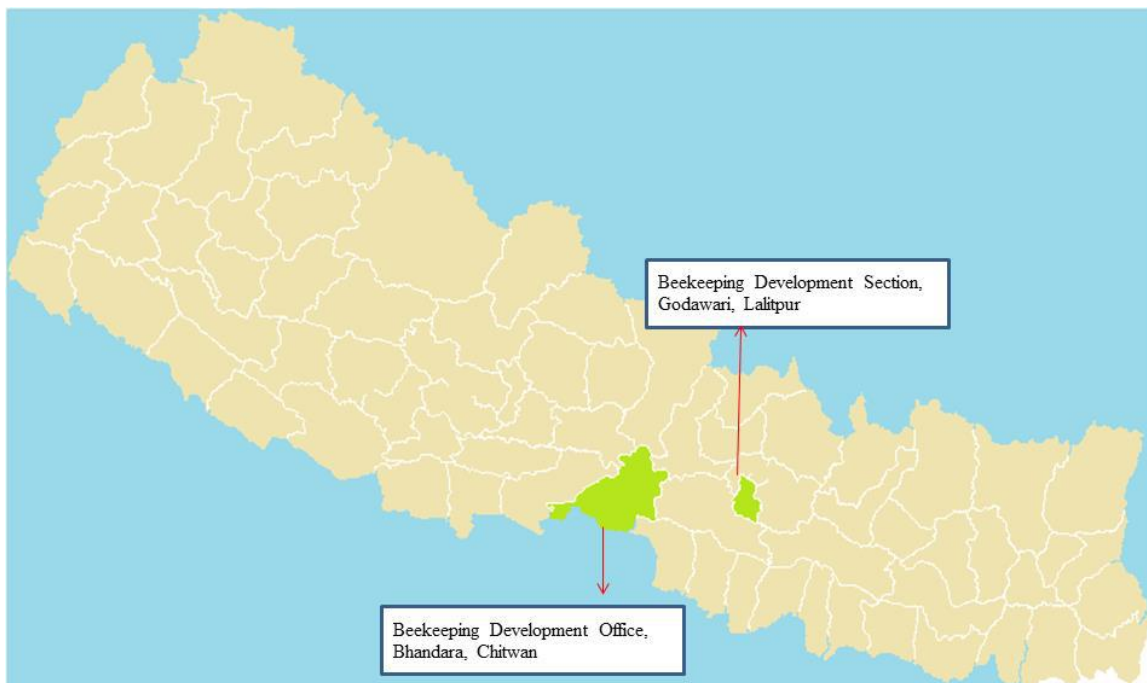 Beekeeping Development Section,
Godawari, Lalitpur
Beekeeping Development Office,
Bhandara, Chitwan